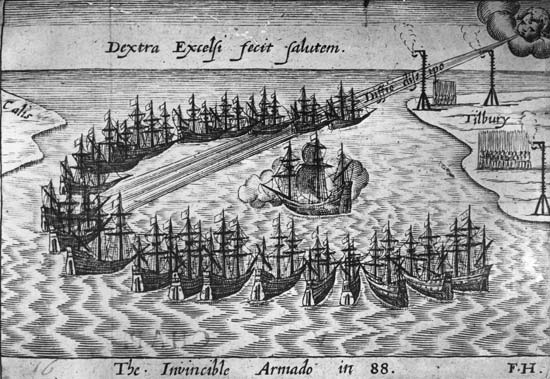 Dextra Excelsi fecit salutem.
Calis
Tilbury
The Invincible Armado in 88.
F.H.